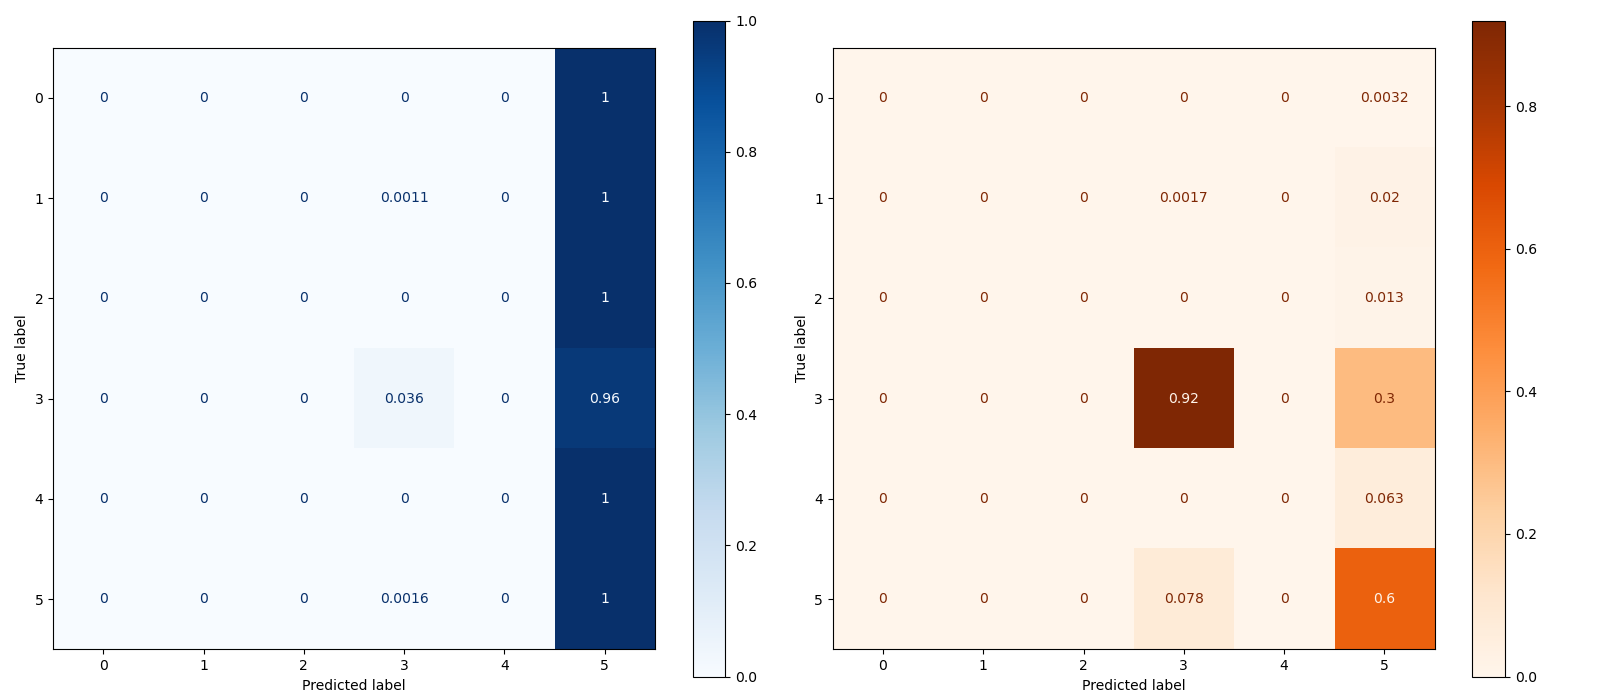 0 0 0 0 0 0 1
1 0 0 0 0.0011 0 1
2 0 0 0 0 0 1
3 0 0 0 0.036 0 0.96
4 0 0 0 0 0 1
5 0 0 0 0.0016 0 1
0 1 2 3 4 5
Predicted label
True label
1.0
0.8
0.6
0.4
0.2
0.0
0 0 0 0 0 0 0.0032
1 0 0 0 0.0017 0 0.02
2 0 0 0 0 0 0.013
3 0 0 0 0.92 0 0.3
4 0 0 0 0 0 0.063
5 0 0 0 0.078 0 0.6
0 1 2 3 4 5
Predicted label
True label
0.8
0.6
0.4
0.2
0.0